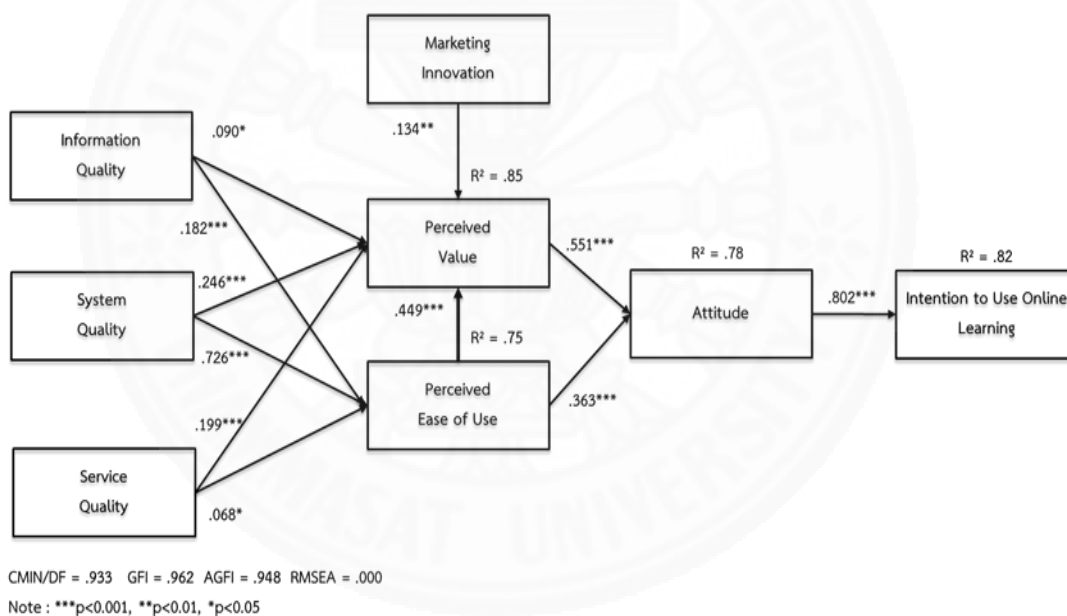 Marketing
Innovation
.134**
Information
Quality
.090*
.182***
R² = .85
Perceived
Value
System
Quality
.246***
.726***
.449***
R² = .75
Perceived
Ease of Use
Service
Quality
.199***
.068*
.551***
.363***
R² = .78
Attitude
.802***
R² = .82
Intention to Use Online
Learning
CMIN/DF = .933 GFI = .962 AGFI = .948 RMSEA = .000
Note : ***p<0.001, **p<0.01, *p<0.05
UNIVERSITY